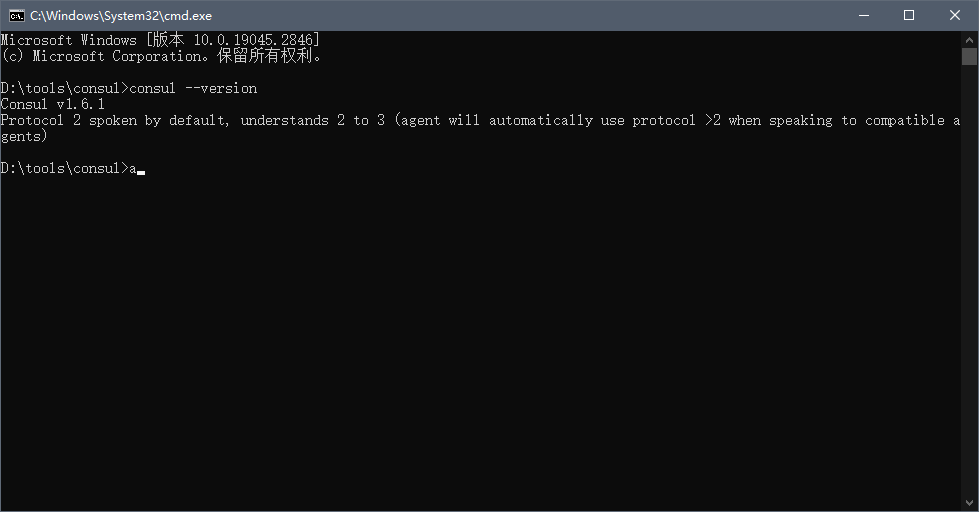 C:\Windows\System32\cmd.exe
Microsoft Windows [版本 10.0.19045.2846]
(c) Microsoft Corporation。保留所有权利。
D:\tools\consul>consul --version
Consul v1.6.1
Protocol 2 spoken by default, understands 2 to 3 (agent will automatically use protocol >2 when speaking to compatible a
gents)
D:\tools\consul>a